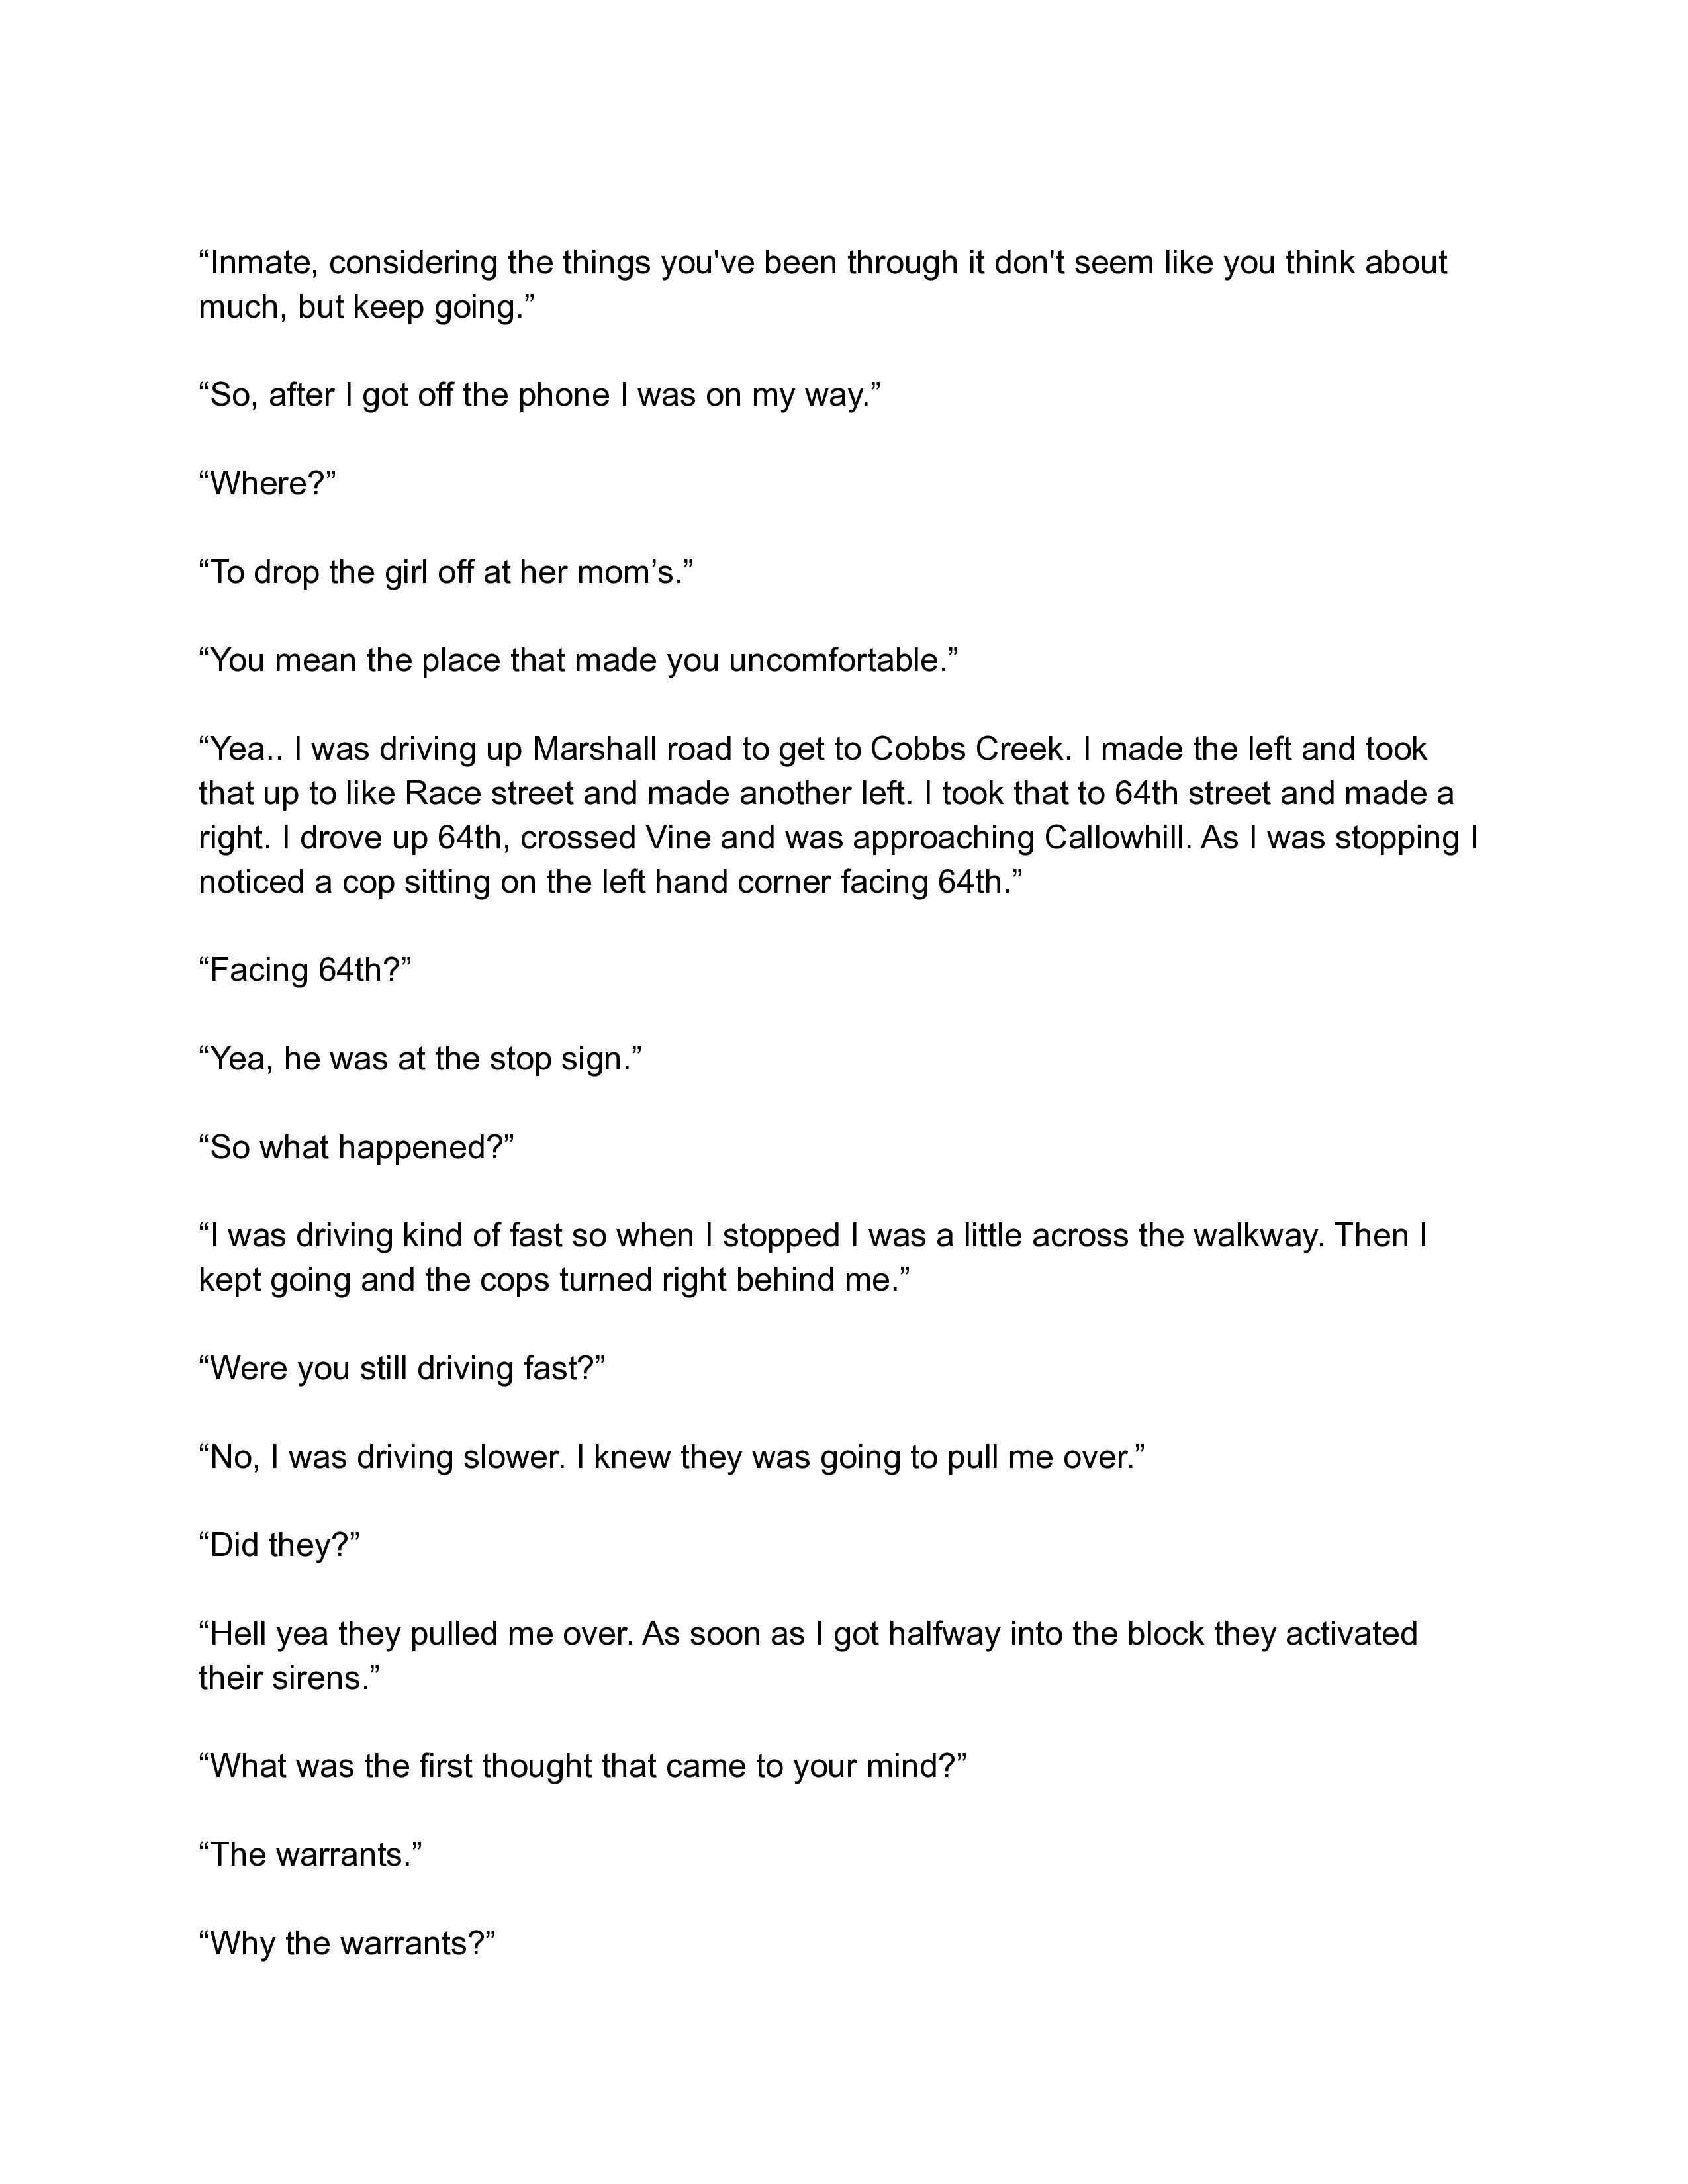 “Inmate, considering the things you've been through it don't seem like you think about
much, but keep going.”
“So, after I got off the phone I was on my way.”
“Where?”
“To drop the girl off at her mom’s.”
“You mean the place that made you uncomfortable.”
“Yea.. I was driving up Marshall road to get to Cobbs Creek. I made the left and took
that up to like Race street and made another left. I took that to 64th street and made a
right. I drove up 64th, crossed Vine and was approaching Callowhill. As I was stopping I
noticed a cop sitting on the left hand corner facing 64th.”
“Facing 64th?”
“Yea, he was at the stop sign.”
“So what happened?”
“I was driving kind of fast so when I stopped I was a little across the walkway. Then I
kept going and the cops turned right behind me.”
“Were you still driving fast?”
“No, I was driving slower. I knew they was going to pull me over.”
“Did they?”
“Hell yea they pulled me over. As soon as I got halfway into the block they activated
their sirens.”
“What was the first thought that came to your mind?”
“The warrants.”
“Why the warrants?”